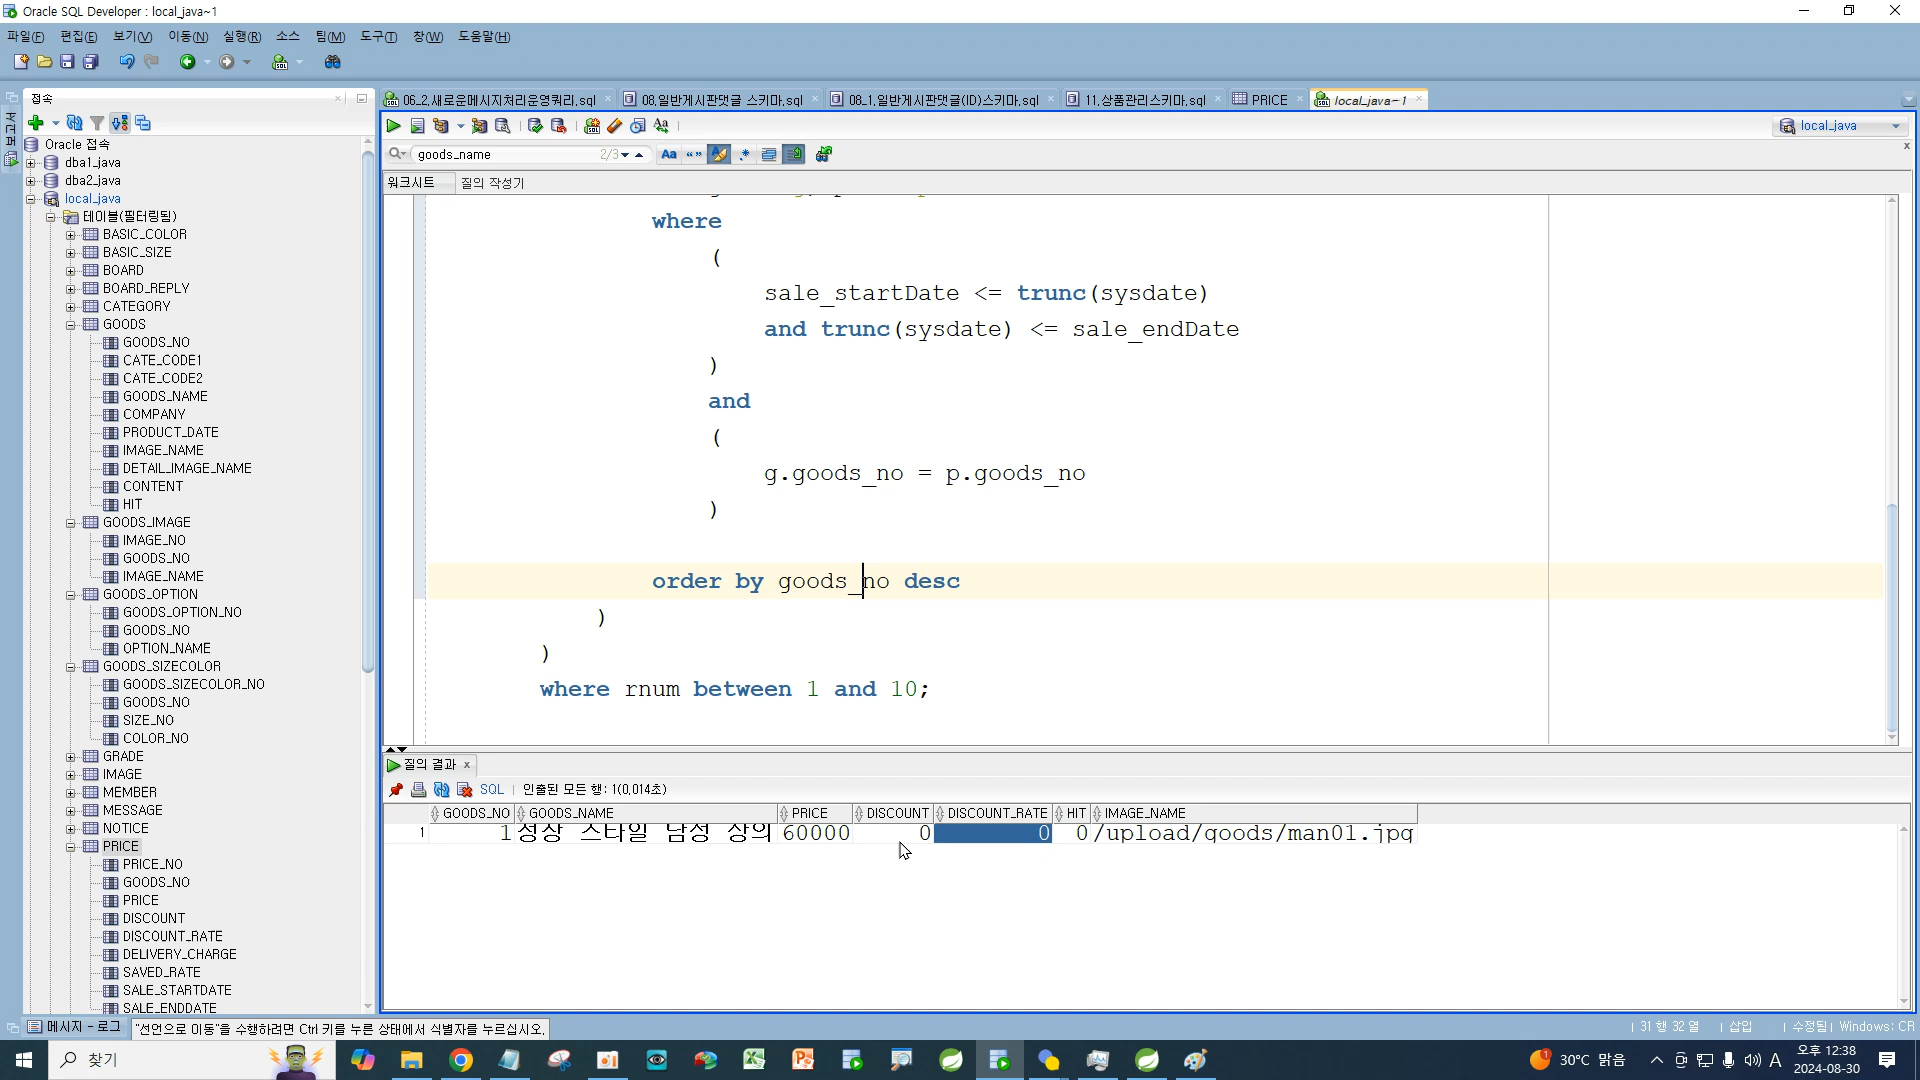 Oracle SQL Developer : local_java~1
파일(F) 편집(E) 보기(V) 이동(N) 실행(R) 소스 팀(M) 도구(T) 창(W) 도움말(H)
접속
06_2.새로운메시지처리운영쿼리.sql 08.일반게시판댓글 스키마.sql 08_1.일반게시판댓글(ID)스키마.sql 11.상품관리스키마.sql PRICE local_java~1
local_java
goods_name 2/3
워크시트 질의 작성기
Oracle 접속
dba1_java
dba2_java
local_java
테이블(필터링됨)
BASIC_COLOR
BASIC_SIZE
BOARD
BOARD_REPLY
CATEGORY
GOODS
GOODS_NO
CATE_CODE1
CATE_CODE2
GOODS_NAME
COMPANY
PRODUCT_DATE
IMAGE_NAME
DETAIL_IMAGE_NAME
CONTENT
HIT
GOODS_IMAGE
IMAGE_NO
GOODS_NO
IMAGE_NAME
GOODS_OPTION
GOODS_OPTION_NO
GOODS_NO
OPTION_NAME
GOODS_SIZECOLOR
GOODS_SIZECOLOR_NO
GOODS_NO
SIZE_NO
COLOR_NO
GRADE
IMAGE
MEMBER
MESSAGE
NOTICE
PRICE
PRICE_NO
GOODS_NO
PRICE
DISCOUNT
DISCOUNT_RATE
DELIVERY_CHARGE
SAVED_RATE
SALE_STARTDATE
SALE_ENDDATE
where
(
sale_startDate <= trunc(sysdate)
and trunc(sysdate) <= sale_endDate
)
and
(
g.goods_no = p.goods_no
)
order by goods_no desc
)
)
where rnum between 1 and 10;
질의 결과
SQL 인출된 모든 행: 1(0.014초)
GOODS_NO GOODS_NAME PRICE DISCOUNT DISCOUNT_RATE HIT IMAGE_NAME
1 1 정장 스타일 남성 상의 60000 0 0 0 /upload/goods/man01.jpg
메시지 - 로그 "선언으로 이동"을 수행하려면 Ctrl 키를 누른 상태에서 식별자를 누르십시오.
31 행 32 열 삽입 수정됨 Windows: CR
찾기
30°C 맑음 A 오후 12:38
2024-08-30